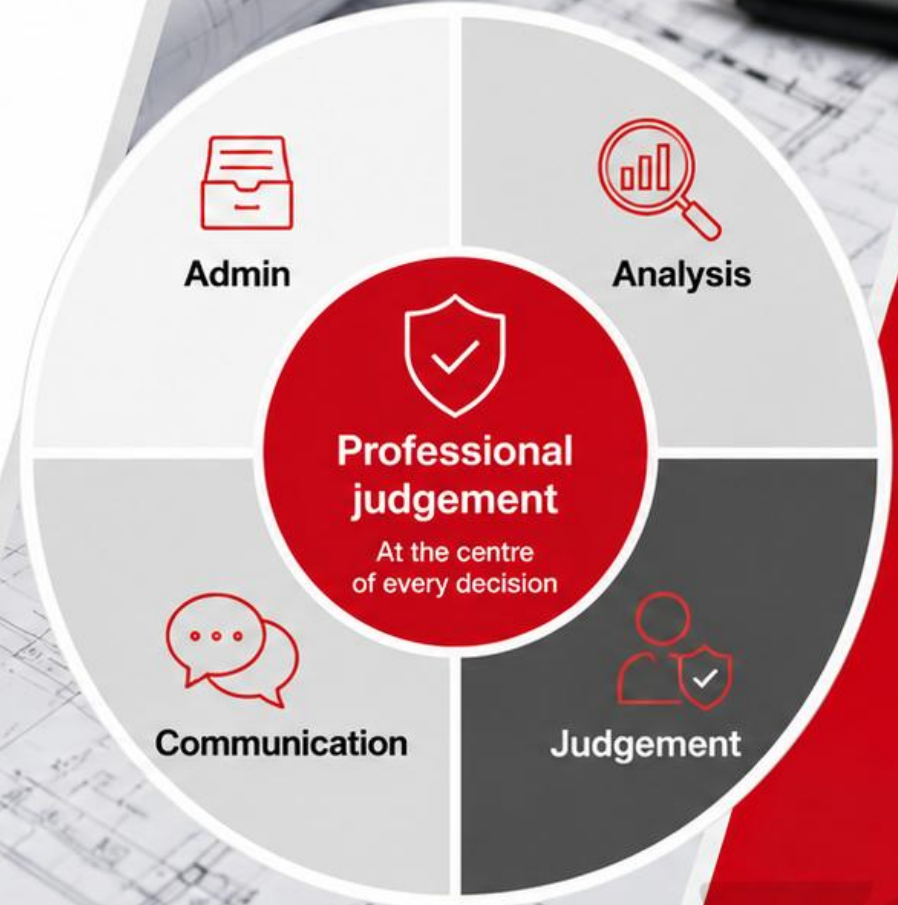 Admin
Analysis
Professional
judgement
At the centre
of every decision
Communication
Judgement